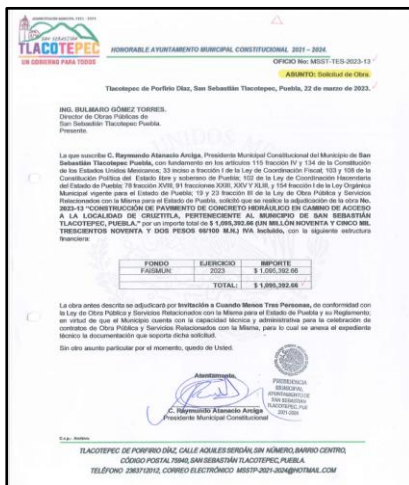 SAN SEBASTIÁN
TLACOTEPEC
UN GOBIERNO PARA TODOS
HONORABLE AYUNTAMIENTO MUNICIPAL CONSTITUCIONAL 2021 – 2024.
OFICIO No: MSST-TES-2023-13
ASUNTO: Solicitud de Obra.
Tlacotepec de Porfirio Díaz, San Sebastián Tlacotepec, Puebla, 22 de marzo de 2023.
ING. BULMARO GÓMEZ TORRES.
Director de Obras Públicas de
San Sebastián Tlacotepec Puebla.
Presente.
La que suscribe C. Raymundo Atanacio Arciga, Presidente Municipal Constitucional del Municipio de San
Sebastián Tlacotepec, Puebla, con fundamento en los artículos 115 fracción IV y 134 de la Constitución
de los Estados Unidos Mexicanos; 33 inciso a fracción I de la Ley de Coordinación Fiscal; 103 y 108 de la
Constitución Política del Estado libre y soberano de Puebla; 102 de la Ley de Coordinación Hacendaria
del Estado de Puebla; 78 fracción XVIII, 91 fracciones XXIII, XXV Y XLIII, y 154 fracción I de la Ley Orgánica
Municipal vigente para el Estado de Puebla; 19 y 23 fracción III de la Ley de Obra Pública y Servicios
Relacionados con la Misma para el Estado de Puebla, solicito que se realice la adjudicación de la obra No.
2023-13 "CONSTRUCCIÓN DE PAVIMENTO DE CONCRETO HIDRÁULICO EN CAMINO DE ACCESO
A LA LOCALIDAD DE CRUZTITLA, PERTENECIENTE AL MUNICIPIO DE SAN SEBASTIÁN
TLACOTEPEC, PUEBLA," por un importe total de $ 1,095,392.66 (UN MILLÓN NOVENTA Y CINCO MIL
TRESCIENTOS NOVENTA Y DOS PESOS 66/100 M.N.) IVA Incluido, con la siguiente estructura
financiera:
FONDO EJERCICIO IMPORTE
FAISMUN 2023 $ 1,095,392.66
TOTAL: $ 1,095,392.66
La obra antes descrita se adjudicará por Invitación a Cuando Menos Tres Personas, de conformidad con
la Ley de Obra Pública y Servicios Relacionados con la Misma para el Estado de Puebla y su Reglamento;
en virtud de que el Municipio cuenta con la capacidad técnica y administrativa para la celebración de
contratos de Obra Pública y Servicios Relacionados con la Misma, para lo cual se anexa el expediente
técnico la documentación que soporta dicha solicitud.
Sin otro asunto particular por el momento, quedo de Usted.
Atentamente.
C. Raymundo Atanacio Arciga
Presidente Municipal Constitucional
PRESIDENCIA
MUNICIPAL
AYUNTAMIENTO DE
SAN SEBASTIÁN
TLACOTEPEC, PUE
2021-2024
C.c.p. Archivo.
TLACOTEPEC DE PORFIRIO DÍAZ, CALLE AQUILES SERDÁN, SIN NÚMERO, BARRIO CENTRO,
CÓDIGO POSTAL 75940, SAN SEBASTIÁN TLACOTEPEC, PUEBLA.
TELÉFONO 2363712012, CORREO ELECTRÓNICO MSSTP-2021-2024@HOTMAIL.COM